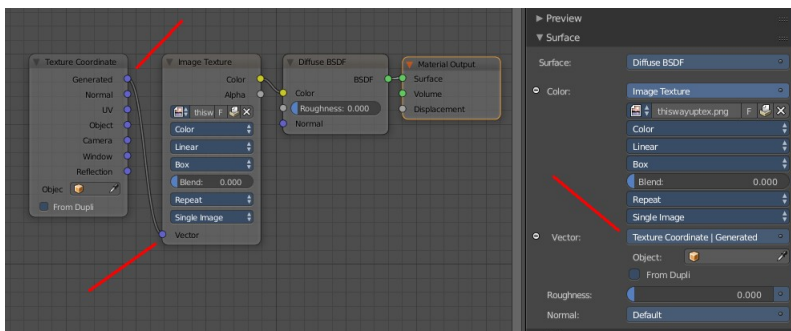 Texture Coordinate
Generated
Normal
UV
Object
Camera
Window
Reflection
Objec
From Dupli
Image Texture
Color
Alpha
thisw F
Color
Linear
Box
Blend: 0.000
Repeat
Single Image
Vector
Diffuse BSDF
BSDF
Color
Roughness: 0.000
Normal
Material Output
Surface
Volume
Displacement
Preview
Surface
Surface: Diffuse BSDF
Color: Image Texture
thiswayuptex.png F
Color
Linear
Box
Blend: 0.000
Repeat
Single Image
Vector: Texture Coordinate | Generated
Object:
From Dupli
Roughness: 0.000
Normal: Default